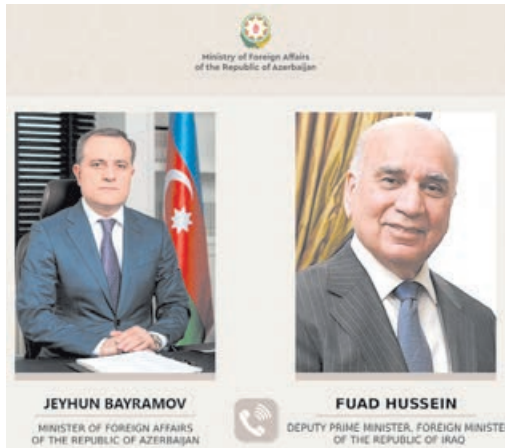 Ministry of Foreign Affairs
of the Republic of Azerbaijan
JEYHUN BAYRAMOV
MINISTER OF FOREIGN AFFAIRS
OF THE REPUBLIC OF AZERBAIJAN
FUAD HUSSEIN
DEPUTY PRIME MINISTER, FOREIGN MINISTE
OF THE REPUBLIC OF IRAQ